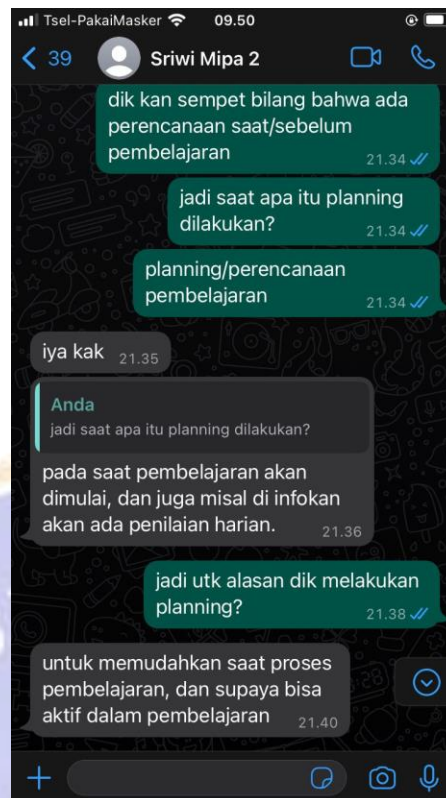 Tsel-PakaiMasker 09.50
39 Sriwi Mipa 2
dik kan sempet bilang bahwa ada
perencanaan saat/sebelum
pembelajaran 21.34
jadi saat apa itu planning
dilakukan? 21.34
planning/perencanaan
pembelajaran 21.34
iya kak 21.35
Anda
jadi saat apa itu planning dilakukan?
pada saat pembelajaran akan
dimulai, dan juga misal di infokan
akan ada penilaian harian. 21.36
jadi utk alasan dik melakukan
planning? 21.38
untuk memudahkan saat proses
pembelajaran, dan supaya bisa
aktif dalam pembelajaran 21.40